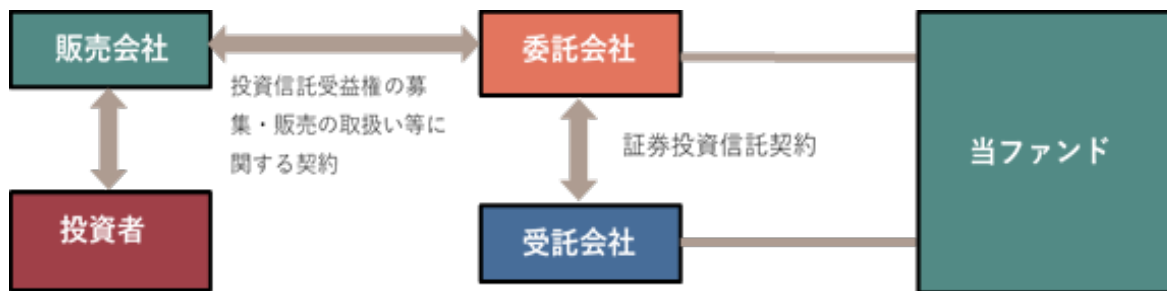 販売会社
委託会社
投資信託受益権の募
集・販売の取扱い等に
関する契約
証券投資信託契約
当ファンド
投資者
受託会社